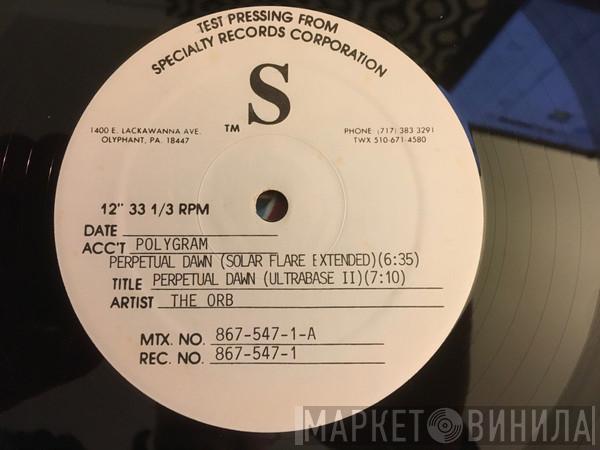 TEST PRESSING FROM
SPECIALTY RECORDS CORPORATION
S
TM
1400 E. LACKAWANNA AVE.
OLYPHANT, PA. 18447
PHONE: (717) 383 3291
TWX 510-671-4580
12" 33 1/3 RPM
DATE
ACC'T POLYGRAM
PERPETUAL DAWN (SOLAR FLARE EXTENDED)(6:35)
TITLE PERPETUAL DAWN (ULTRABASE II)(7:10)
ARTIST THE ORB
MTX. NO. 867-547-1-A
REC. NO. 867-547-1
МАРКЕТ ВИНИЛА